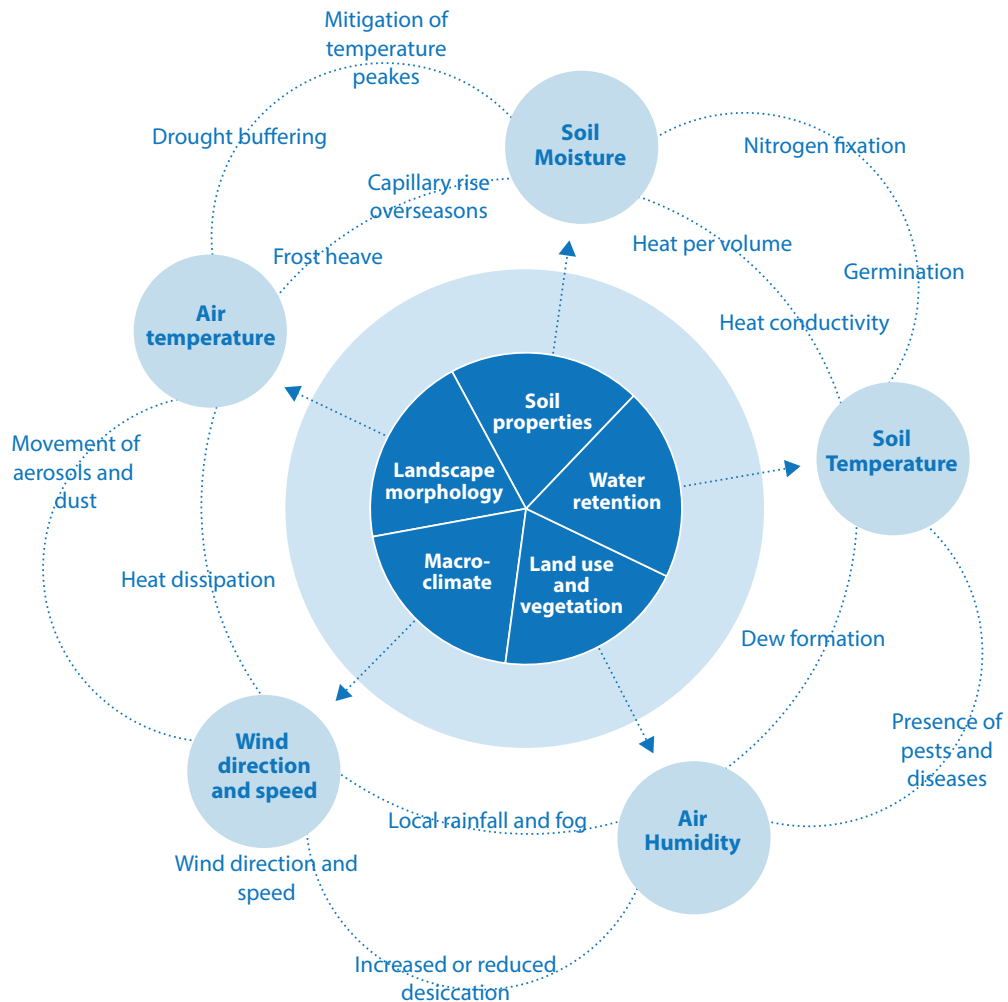 Mitigation of
temperature
peakes
Drought buffering
Soil
Moisture
Nitrogen fixation
Capillary rise
overseasons
Frost heave
Heat per volume
Germination
Heat conductivity
Air
temperature
Soil
properties
Landscape
morphology
Water
retention
Macro-
climate
Land use
and
vegetation
Soil
Temperature
Movement of
aerosols and
dust
Heat dissipation
Dew formation
Presence of
pests and
diseases
Wind
direction
and speed
Air
Humidity
Local rainfall and fog
Wind direction and
speed
Increased or reduced
desiccation